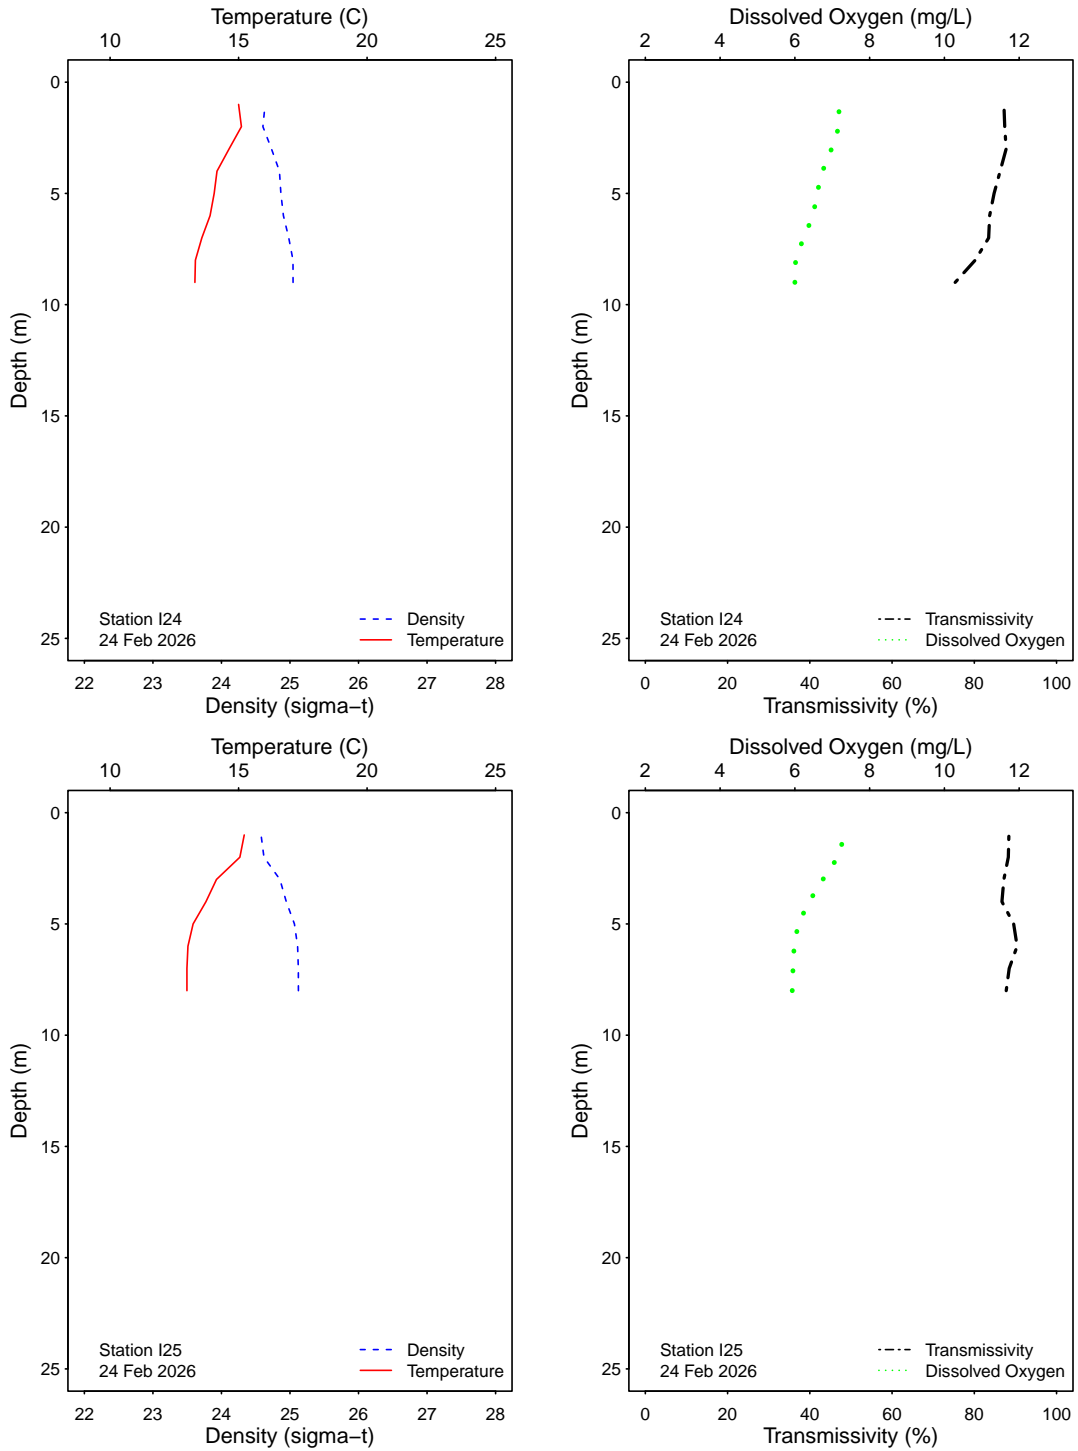 Temperature (C)
10 15 20 25
0
5
10
15
20
25
Depth (m)
Station I24
24 Feb 2026
Density
Temperature
22 23 24 25 26 27 28
Density (sigma−t)
Dissolved Oxygen (mg/L)
2 4 6 8 10 12
0
5
10
15
20
25
Depth (m)
Station I24
24 Feb 2026
Transmissivity
Dissolved Oxygen
0 20 40 60 80 100
Transmissivity (%)
Temperature (C)
10 15 20 25
0
5
10
15
20
25
Depth (m)
Station I25
24 Feb 2026
Density
Temperature
22 23 24 25 26 27 28
Density (sigma−t)
Dissolved Oxygen (mg/L)
2 4 6 8 10 12
0
5
10
15
20
25
Depth (m)
Station I25
24 Feb 2026
Transmissivity
Dissolved Oxygen
0 20 40 60 80 100
Transmissivity (%)